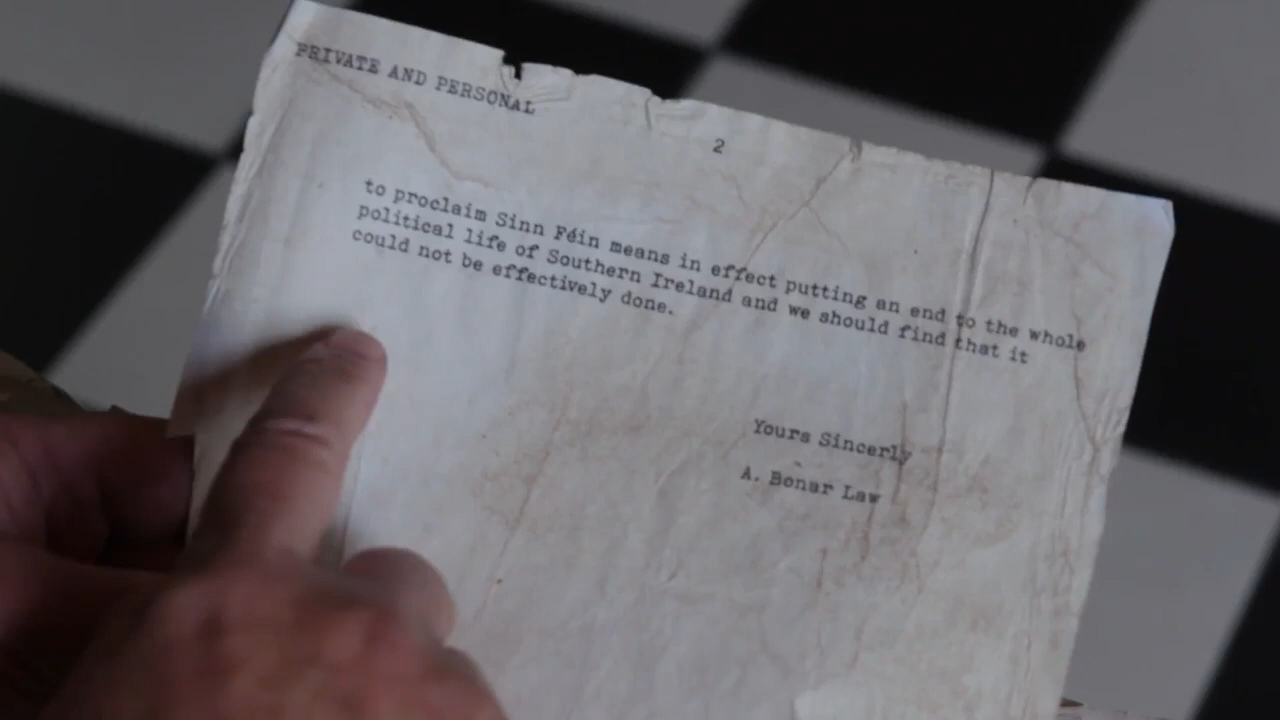 PRIVATE AND PERSONAL
2
to proclaim Sinn Féin means in effect putting an end to the whole
political life of Southern Ireland and we should find that it
could not be effectively done.
Yours Sincerly
A. Bonar Law